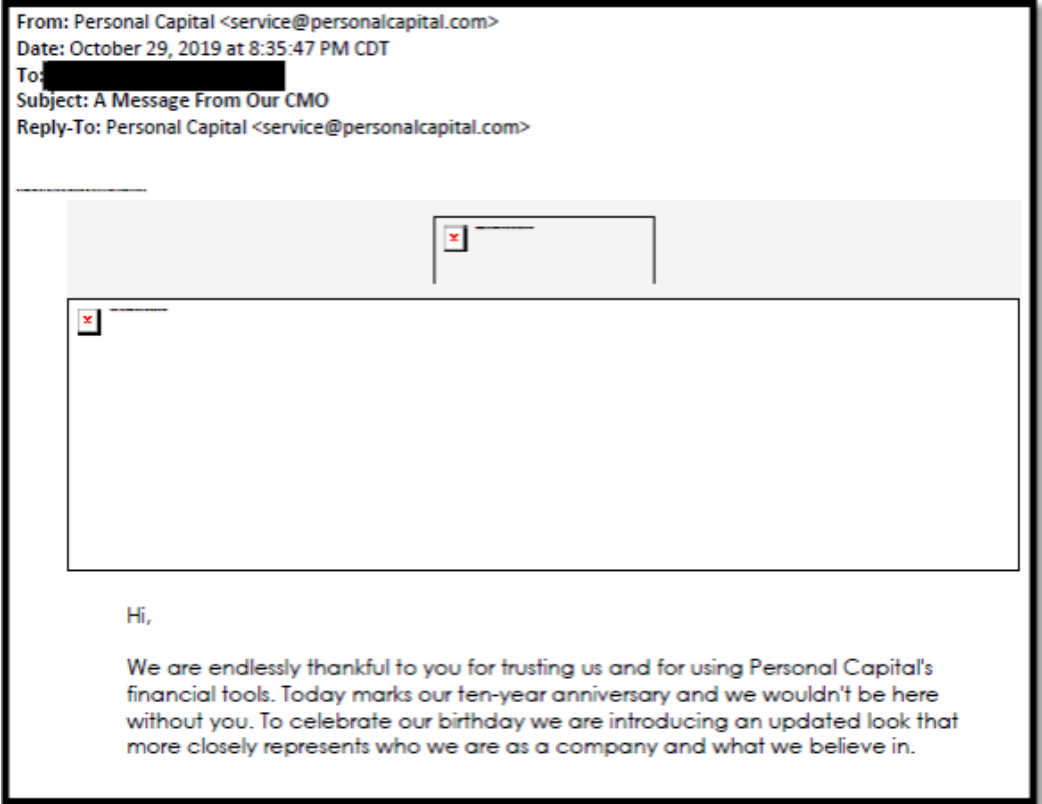 From: Personal Capital <service@personalcapital.com>
Date: October 29, 2019 at 8:35:47 PM CDT
To:
Subject: A Message From Our CMO
Reply-To: Personal Capital <service@personalcapital.com>
Hi,
We are endlessly thankful to you for trusting us and for using Personal Capital's
financial tools. Today marks our ten-year anniversary and we wouldn't be here
without you. To celebrate our birthday we are introducing an updated look that
more closely represents who we are as a company and what we believe in.